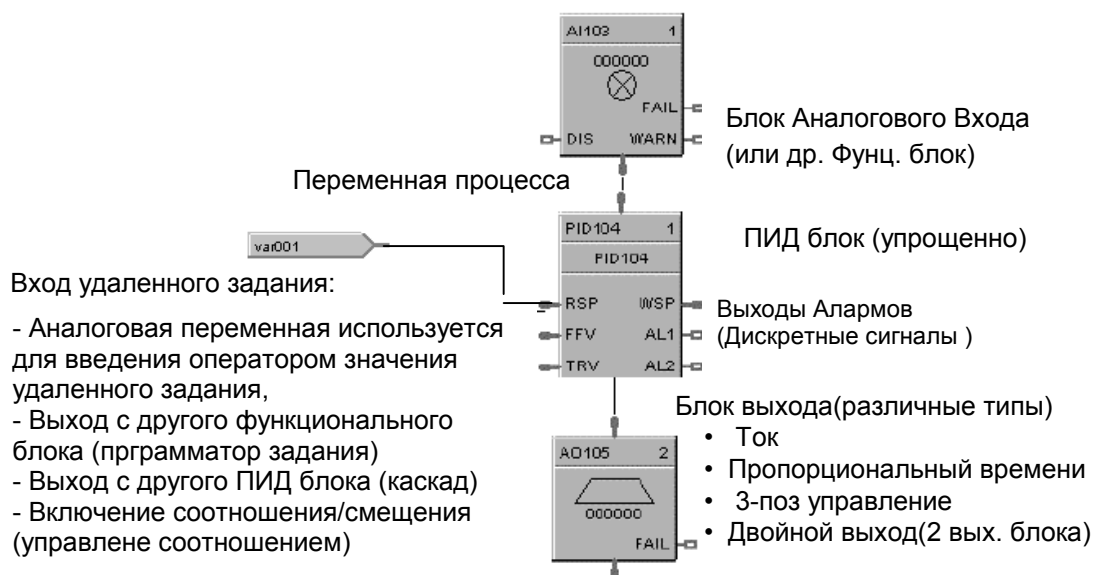 AI103 1
000000
FAIL
DIS WARN
Блок Аналогового Входа
(или др. Фунц. блок)
Переменная процесса
PID104 1
PID104
ПИД блок (упрощенно)
var001
RSP WSP
FFV AL1
TRV AL2
Выходы Алармов
(Дискретные сигналы )
Вход удаленного задания:
- Аналоговая переменная используется
для введения оператором значения
удаленного задания,
- Выход с другого функционального
блока (прграмматор задания)
- Выход с другого ПИД блока (каскад)
- Включение соотношения/смещения
(управлене соотношением)
Блок выхода(различные типы)
• Ток
• Пропорциональный времени
• 3-поз управление
• Двойной выход(2 вых. блока)
AO105 2
000000
FAIL